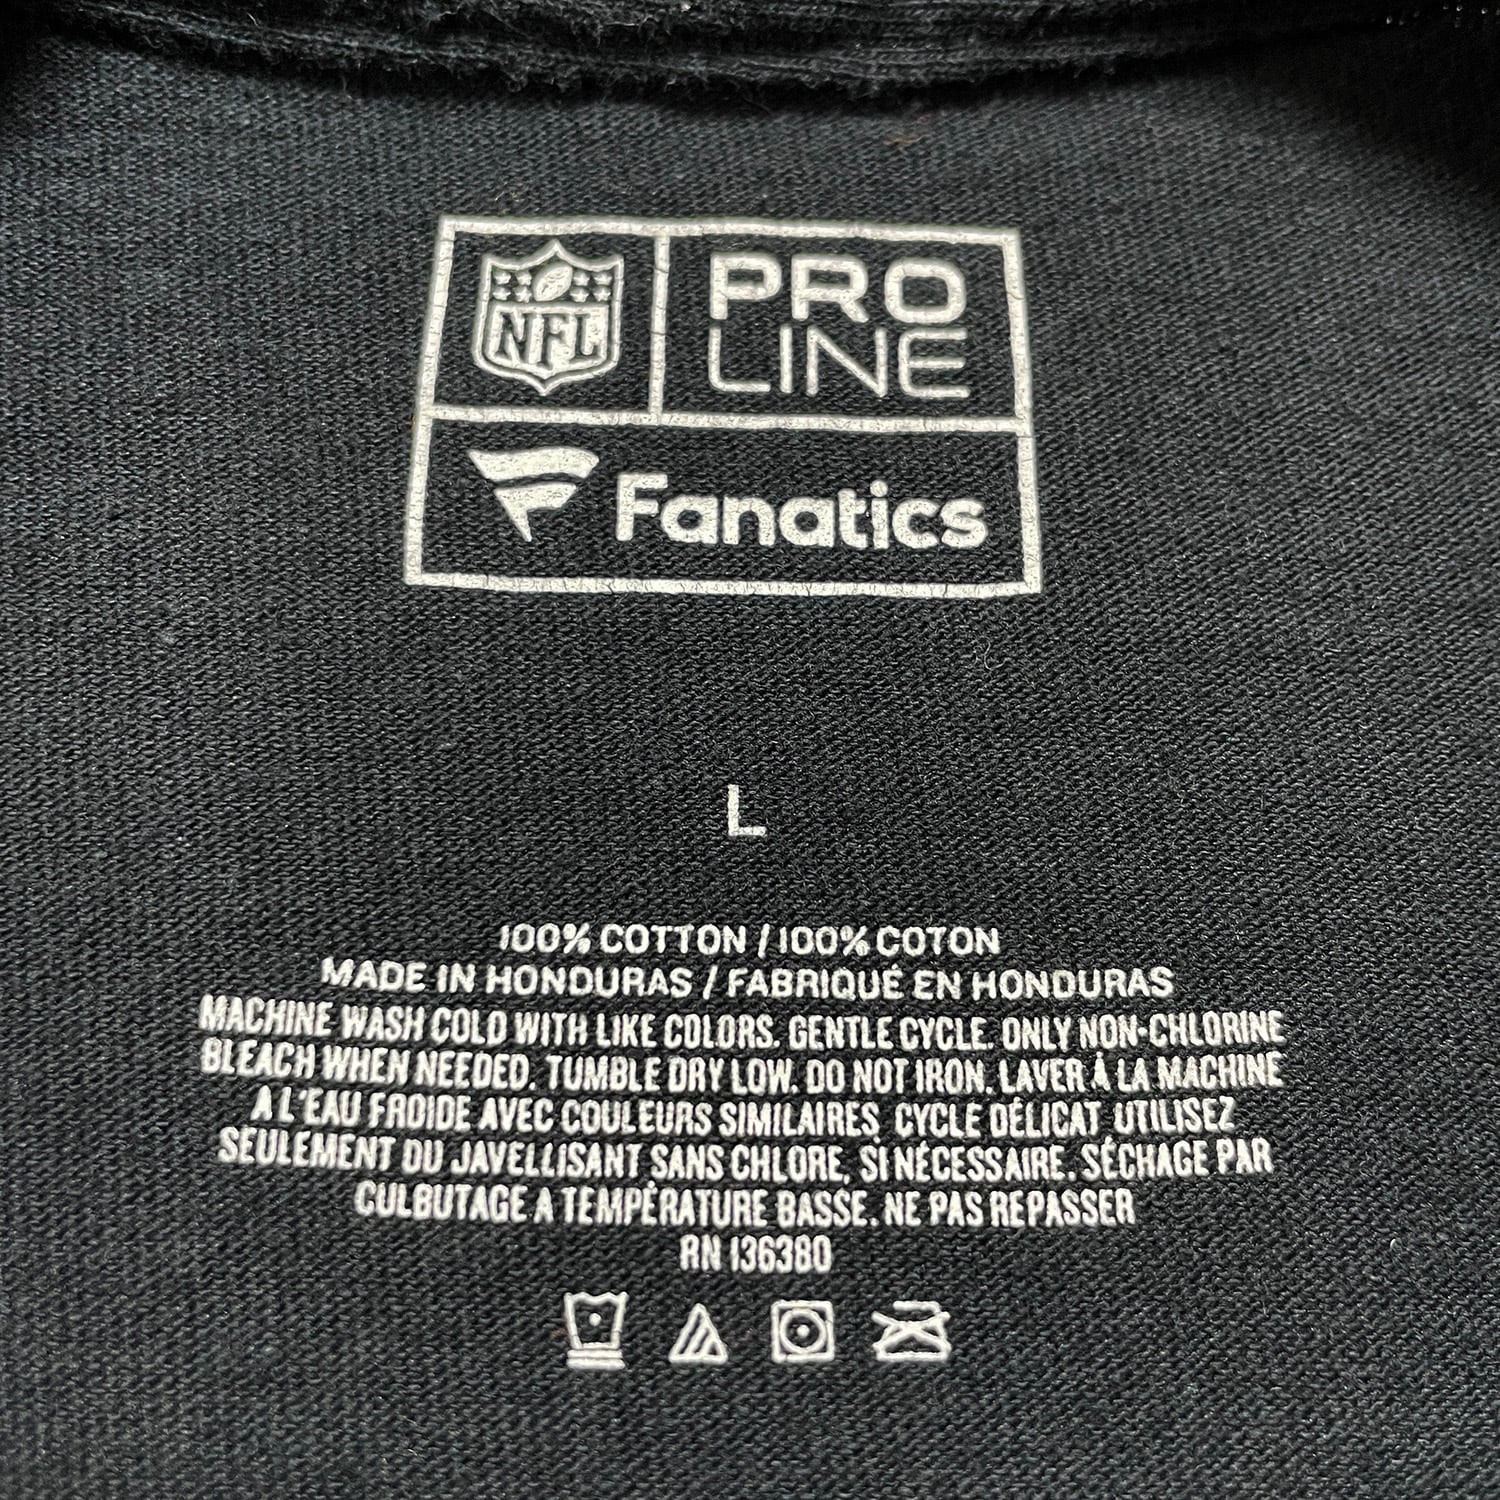 NFL
PRO
LINE
Fanatics
L
100% COTTON / 100% COTON
MADE IN HONDURAS / FABRIQUÉ EN HONDURAS
MACHINE WASH COLD WITH LIKE COLORS. GENTLE CYCLE. ONLY NON-CHLORINE
BLEACH WHEN NEEDED. TUMBLE DRY LOW. DO NOT IRON. LAVER À LA MACHINE
A L'EAU FROIDE AVEC COULEURS SIMILAIRES, CYCLE DÉLICAT UTILISEZ
SEULEMENT DU JAVELLISANT SANS CHLORE, SI NÉCESSAIRE. SÉCHAGE PAR
CULBUTAGE A TEMPÉRATURE BASSE. NE PAS REPASSER
RN 136380